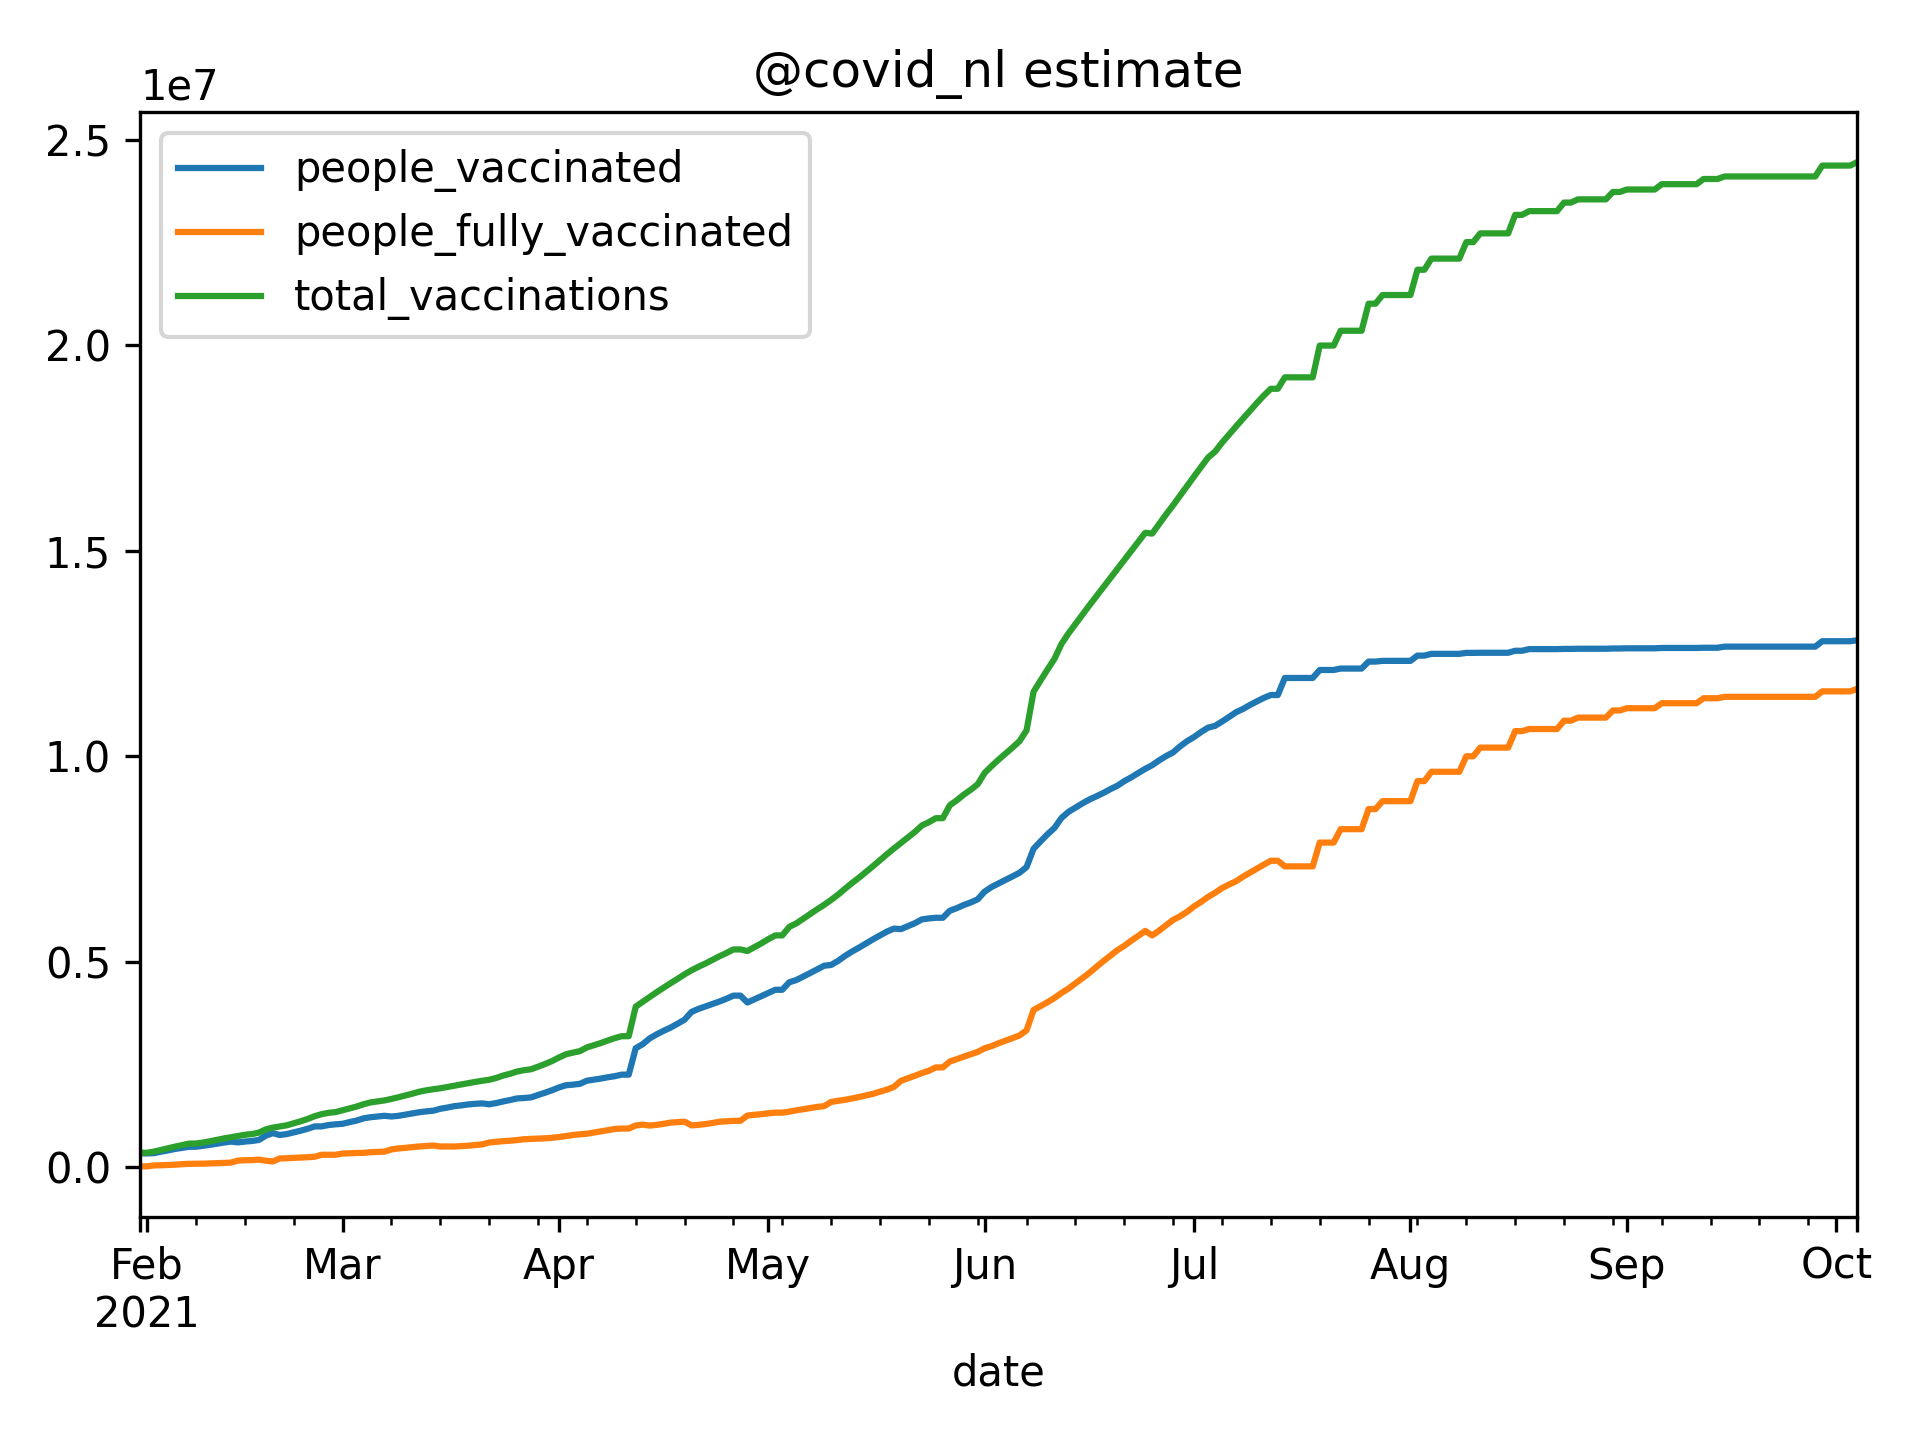 @covid_nl estimate
1e7
2.5
2.0
1.5
1.0
0.5
0.0
people_vaccinated
people_fully_vaccinated
total_vaccinations
Feb Mar Apr May Jun Jul Aug Sep Oct
2021
date